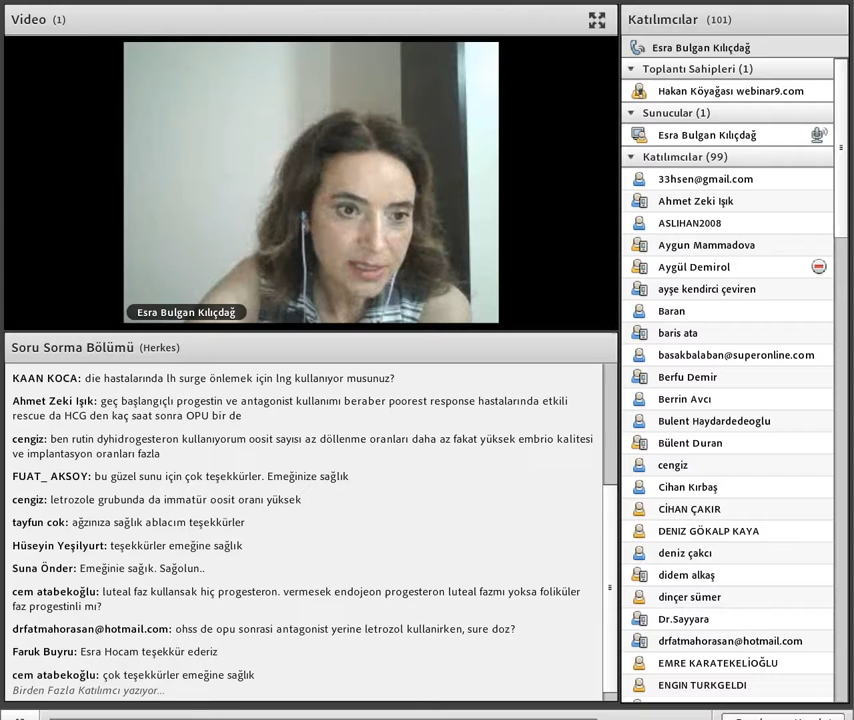 Video (1)
Esra Bulgan Kılıçdağ
Soru Sorma Bölümü (Herkes)
KAAN KOCA: die hastalarında lh surge önlemek için lng kullanıyor musunuz?
Ahmet Zeki Işık: geç başlangıçlı progestin ve antagonist kullanımı beraber poorest response hastalarında etkili
rescue da HCG den kaç saat sonra OPU bir de
cengiz: ben rutin dyhidrogesteron kullanıyorum oosit sayısı az döllenme oranları daha az fakat yüksek embrio kalitesi
ve implantasyon oranları fazla
FUAT_ AKSOY: bu güzel sunu için çok teşekkürler. Emeğinize sağlık
cengiz: letrozole grubunda da immatür oosit oranı yüksek
tayfun cok: ağzınıza sağlık ablacım teşekkürler
Hüseyin Yeşilyurt: teşekkürler emeğine sağlık
Suna Önder: Emeğinie sağık. Sağolun..
cem atabekoğlu: luteal faz kullansak hiç progesteron. vermesek endojeon progesteron luteal fazmı yoksa foliküler
faz progestinli mı?
drfatmahorasan@hotmail.com: ohss de opu sonrasi antagonist yerine letrozol kullanirken, sure doz?
Faruk Buyru: Esra Hocam teşekkür ederiz
cem atabekoğlu: çok teşekkürler emeğine sağlık
Birden Fazla Katılımcı yazıyor...
Katılımcılar (101)
Esra Bulgan Kılıçdağ
Toplantı Sahipleri (1)
Hakan Köyağası webinar9.com
Sunucular (1)
Esra Bulgan Kılıçdağ
Katılımcılar (99)
33hsen@gmail.com
Ahmet Zeki Işık
ASLIHAN2008
Aygun Mammadova
Aygül Demirol
ayşe kendirci çeviren
Baran
baris ata
basakbalaban@superonline.com
Berfu Demir
Berrin Avcı
Bulent Haydardedeoglu
Bülent Duran
cengiz
Cihan Kırbaş
CİHAN ÇAKIR
DENIZ GÖKALP KAYA
deniz çakcı
didem alkaş
dinçer sümer
Dr.Sayyara
drfatmahorasan@hotmail.com
EMRE KARATEKELİOĞLU
ENGIN TURKGELDI